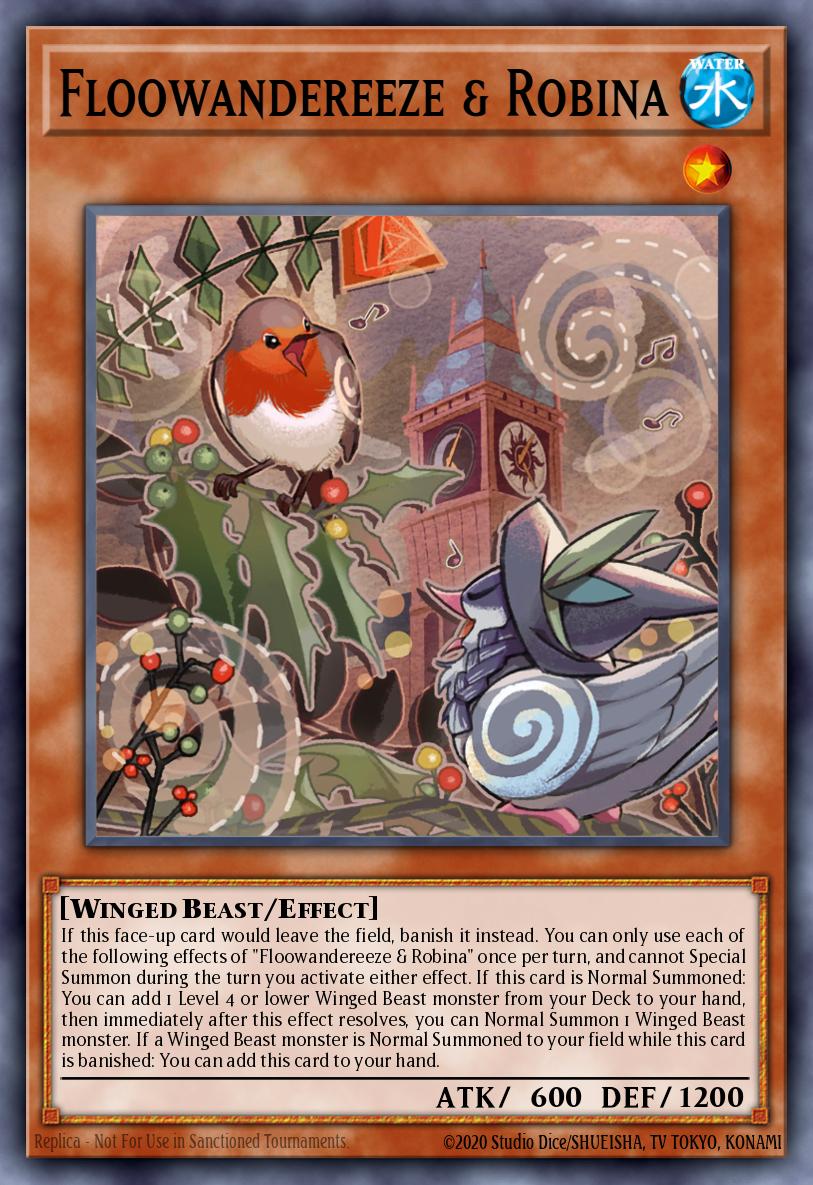 Floowandereeze & Robina
WATER
水
[Winged Beast/Effect]
If this face-up card would leave the field, banish it instead. You can only use each of
the following effects of "Floowandereeze & Robina" once per turn, and cannot Special
Summon during the turn you activate either effect. If this card is Normal Summoned:
You can add 1 Level 4 or lower Winged Beast monster from your Deck to your hand,
then immediately after this effect resolves, you can Normal Summon 1 Winged Beast
monster. If a Winged Beast monster is Normal Summoned to your field while this card
is banished: You can add this card to your hand.
ATK/ 600 DEF/1200
Replica - Not For Use in Sanctioned Tournaments.
©2020 Studio Dice/SHUEISHA, TV TOKYO, KONAMI